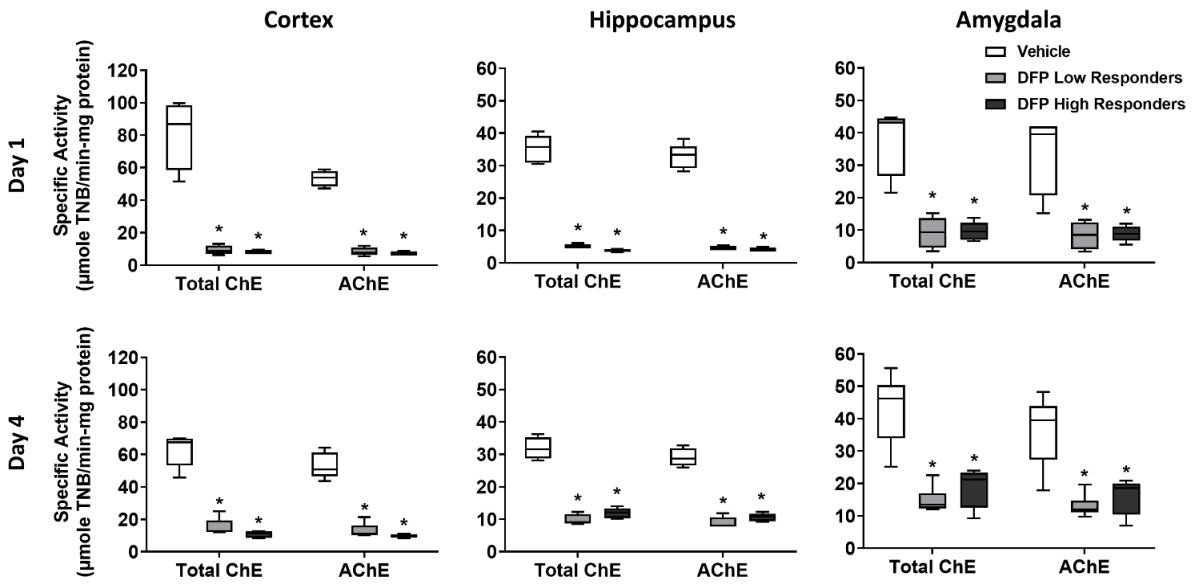 Cortex
Hippocampus
Amygdala
Vehicle
DFP Low Responders
DFP High Responders
Day 1
Specific Activity
(µmole TNB/min-mg protein)
120
100
80
60
40
20
0
* * * *
Total ChE AChE
60
50
40
30
20
10
0
* * * *
Total ChE AChE
60
50
40
30
20
10
0
* * * *
Total ChE AChE
Day 4
Specific Activity
(µmole TNB/min-mg protein)
120
100
80
60
40
20
0
* * * *
Total ChE AChE
60
50
40
30
20
10
0
* * * *
Total ChE AChE
60
50
40
30
20
10
0
* * * *
Total ChE AChE